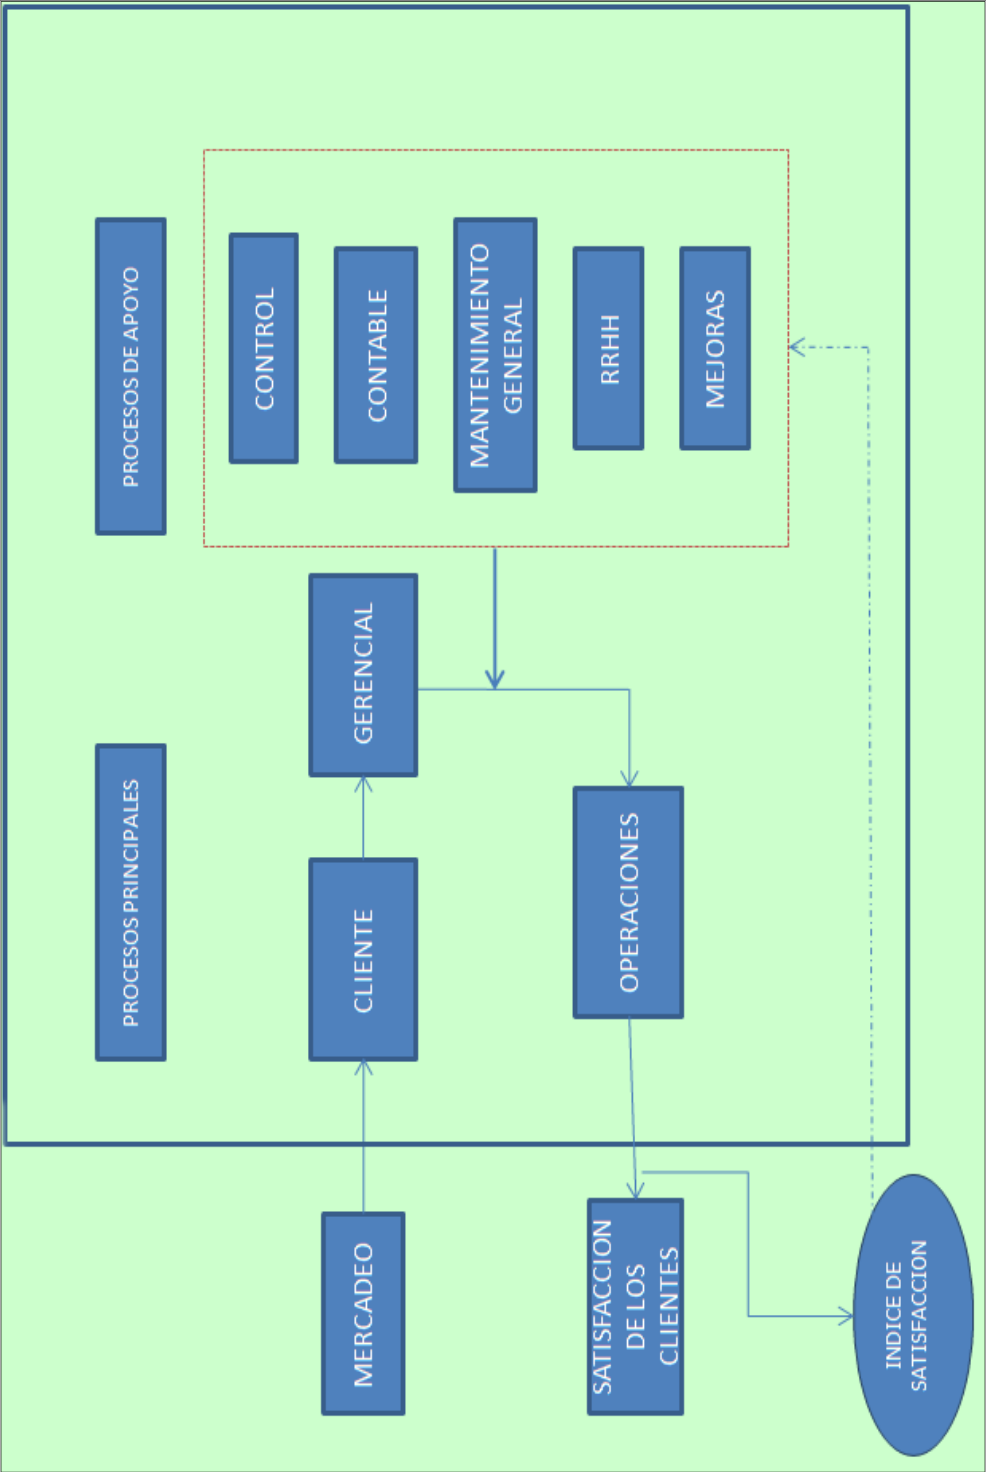 PROCESOS PRINCIPALES
PROCESOS DE APOYO
MERCADEO
CLIENTE
GERENCIAL
CONTROL
CONTABLE
MANTENIMIENTO
GENERAL
RRHH
MEJORAS
OPERACIONES
SATISFACCION
DE LOS
CLIENTES
INDICE DE
SATISFACCION